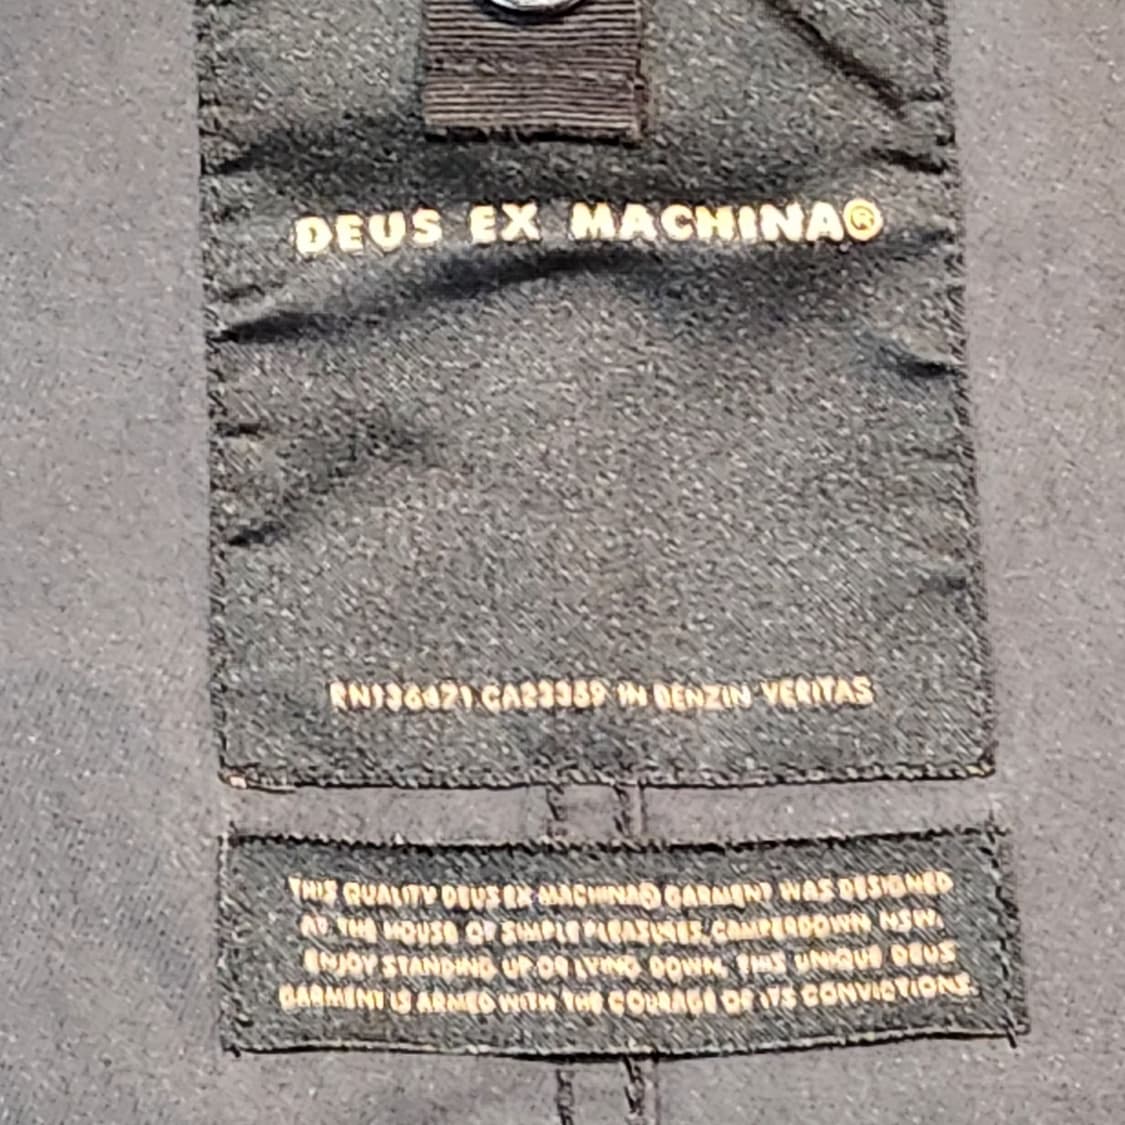 DEUS EX MACHINA®
RN136471 CA23359 IN BENZIN VERITAS
THIS QUALITY DEUS EX MACHINA® GARMENT WAS DESIGNED
AT THE HOUSE OF SIMPLE PLEASURES, CAMPERDOWN NSW.
ENJOY STANDING UP OR LYING DOWN, THIS UNIQUE DEUS
GARMENT IS ARMED WITH THE COURAGE OF ITS CONVICTIONS.